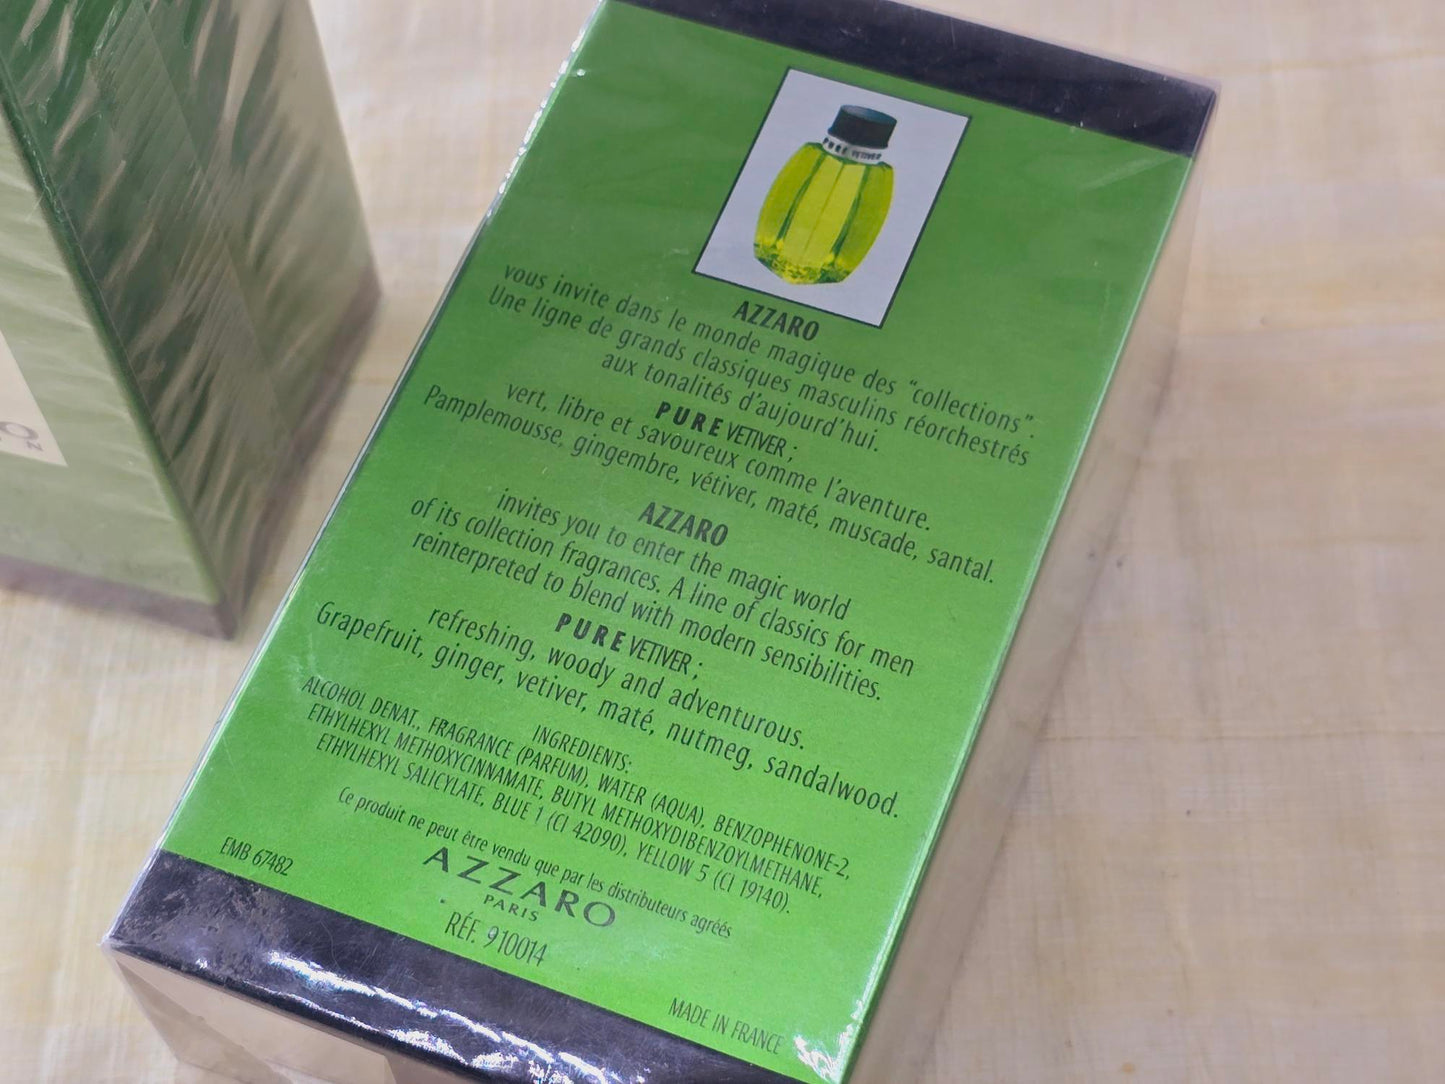 PURE VETIVER
AZZARO
vous invite dans le monde magique des “collections”.
Une ligne de grands classiques masculins réorchestrés
aux tonalités d’aujourd’hui.
PURE VETIVER ;
vert, libre et savoureux comme l’aventure.
Pamplemousse, gingembre, vétiver, maté, muscade, santal.
AZZARO
invites you to enter the magic world
of its collection fragrances. A line of classics for men
reinterpreted to blend with modern sensibilities.
PURE VETIVER ;
refreshing, woody and adventurous.
Grapefruit, ginger, vetiver, maté, nutmeg, sandalwood.
INGREDIENTS:
ALCOHOL DENAT., FRAGRANCE (PARFUM), WATER (AQUA), BENZOPHENONE-2,
ETHYLHEXYL METHOXYCINNAMATE, BUTYL METHOXYDIBENZOYLMETHANE,
ETHYLHEXYL SALICYLATE, BLUE 1 (CI 42090), YELLOW 5 (CI 19140).
Ce produit ne peut être vendu que par les distributeurs agréés
EMB 67482
AZZARO
PARIS
RÉF. 910014
MADE IN FRANCE